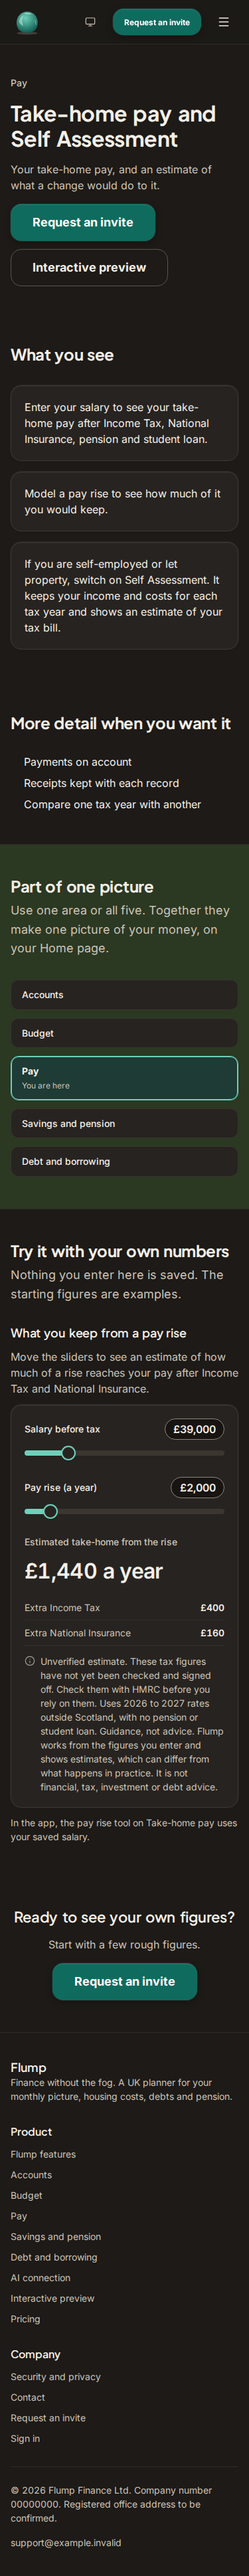 Request an invite
Pay
Take-home pay and
Self Assessment
Your take-home pay, and an estimate of
what a change would do to it.
Request an invite
Interactive preview
What you see
Enter your salary to see your take-
home pay after Income Tax, National
Insurance, pension and student loan.
Model a pay rise to see how much of it
you would keep.
If you are self-employed or let
property, switch on Self Assessment. It
keeps your income and costs for each
tax year and shows an estimate of your
tax bill.
More detail when you want it
Payments on account
Receipts kept with each record
Compare one tax year with another
Part of one picture
Use one area or all five. Together they
make one picture of your money, on
your Home page.
Accounts
Budget
Pay
You are here
Savings and pension
Debt and borrowing
Try it with your own numbers
Nothing you enter here is saved. The
starting figures are examples.
What you keep from a pay rise
Move the sliders to see an estimate of how
much of a rise reaches your pay after Income
Tax and National Insurance.
Salary before tax £39,000
Pay rise (a year) £2,000
Estimated take-home from the rise
£1,440 a year
Extra Income Tax £400
Extra National Insurance £160
Unverified estimate. These tax figures
have not yet been checked and signed
off. Check them with HMRC before you
rely on them. Uses 2026 to 2027 rates
outside Scotland, with no pension or
student loan. Guidance, not advice. Flump
works from the figures you enter and
shows estimates, which can differ from
what happens in practice. It is not
financial, tax, investment or debt advice.
In the app, the pay rise tool on Take-home pay uses
your saved salary.
Ready to see your own figures?
Start with a few rough figures.
Request an invite
Flump
Finance without the fog. A UK planner for your
monthly picture, housing costs, debts and pension.
Product
Flump features
Accounts
Budget
Pay
Savings and pension
Debt and borrowing
AI connection
Interactive preview
Pricing
Company
Security and privacy
Contact
Request an invite
Sign in
© 2026 Flump Finance Ltd. Company number
00000000. Registered office address to be
confirmed.
support@example.invalid